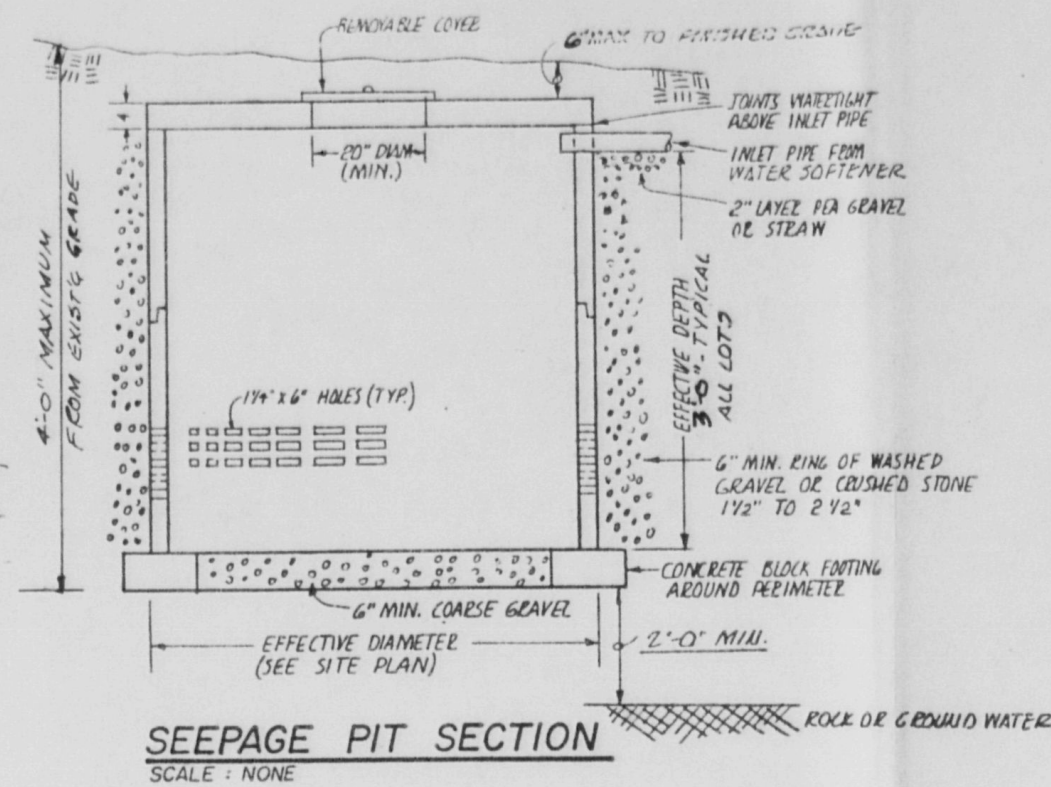 REMOVABLE COVER
6" MAX TO FINISHED GRADE
JOINTS WATERTIGHT
ABOVE INLET PIPE
4
20" DIAM
(MIN.)
INLET PIPE FROM
WATER SOFTENER
2" LAYER PEA GRAVEL
OR STRAW
4'-0" MAXIMUM
FROM EXIST'G GRADE
EFFECTIVE DEPTH
3'-0"-TYPICAL
ALL LOTS
1 1/4" X 6" HOLES (TYP.)
6" MIN. RING OF WASHED
GRAVEL OR CRUSHED STONE
1 1/2" TO 2 1/2"
CONCRETE BLOCK FOOTING
AROUND PERIMETER
6" MIN. COARSE GRAVEL
EFFECTIVE DIAMETER
(SEE SITE PLAN)
2'-0" MIN.
ROCK OR GROUND WATER
SEEPAGE PIT SECTION
SCALE : NONE